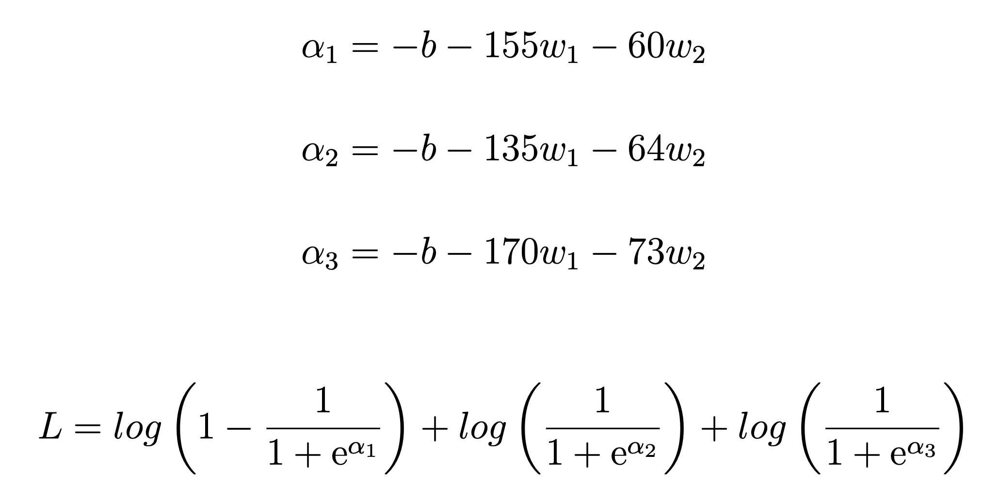 α₁ = −b − 155w₁ − 60w₂
α₂ = −b − 135w₁ − 64w₂
α₃ = −b − 170w₁ − 73w₂
L = log(1 − 1/(1 + e^α₁)) + log(1/(1 + e^α₂)) + log(1/(1 + e^α₃))